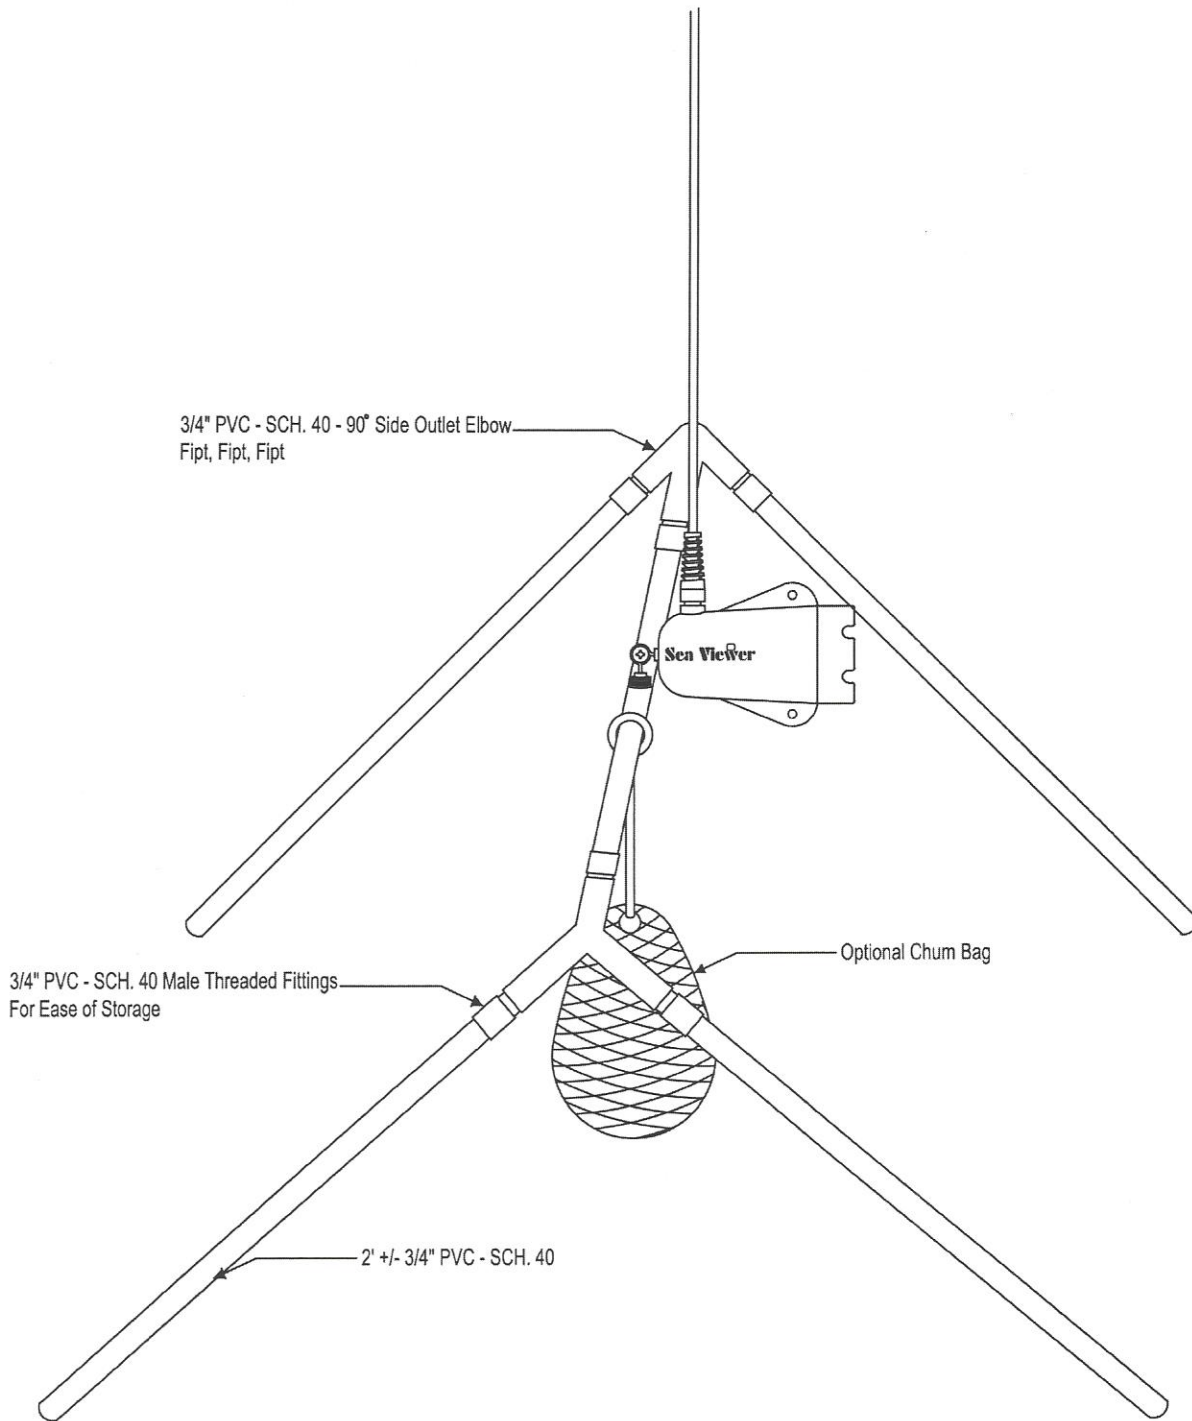 3/4" PVC - SCH. 40 - 90° Side Outlet Elbow
Fipt, Fipt, Fipt
Sea Viewer
Optional Chum Bag
3/4" PVC - SCH. 40 Male Threaded Fittings
For Ease of Storage
2' +/- 3/4" PVC - SCH. 40